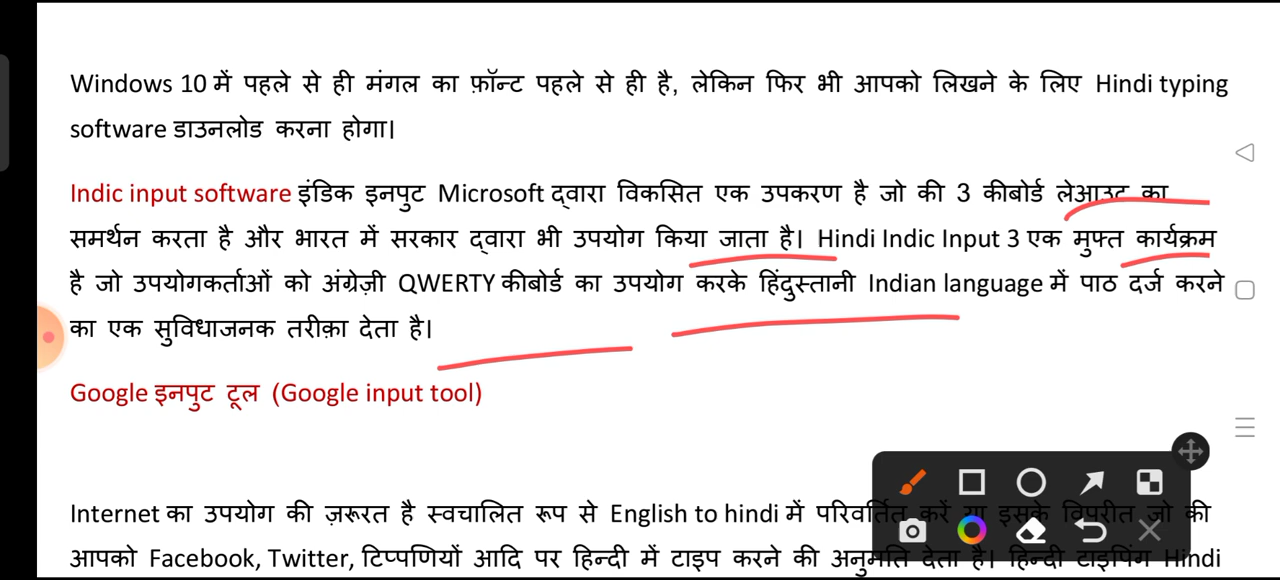 Windows 10 में पहले से ही मंगल का फ़ॉन्ट पहले से ही है, लेकिन फिर भी आपको लिखने के लिए Hindi typing
software डाउनलोड करना होगा।
Indic input software इंडिक इनपुट Microsoft द्वारा विकसित एक उपकरण है जो की 3 कीबोर्ड लेआउट का
समर्थन करता है और भारत में सरकार द्वारा भी उपयोग किया जाता है। Hindi Indic Input 3 एक मुफ्त कार्यक्रम
है जो उपयोगकर्ताओं को अंग्रेज़ी QWERTY कीबोर्ड का उपयोग करके हिंदुस्तानी Indian language में पाठ दर्ज करने
का एक सुविधाजनक तरीक़ा देता है।
Google इनपुट टूल (Google input tool)
Internet का उपयोग की ज़रूरत है स्वचालित रूप से English to hindi में परिवर्तित करें या इसके विपरीत जो की
आपको Facebook, Twitter, टिप्पणियों आदि पर हिन्दी में टाइप करने की अनुमति देता है। हिन्दी टाइपिंग Hindi